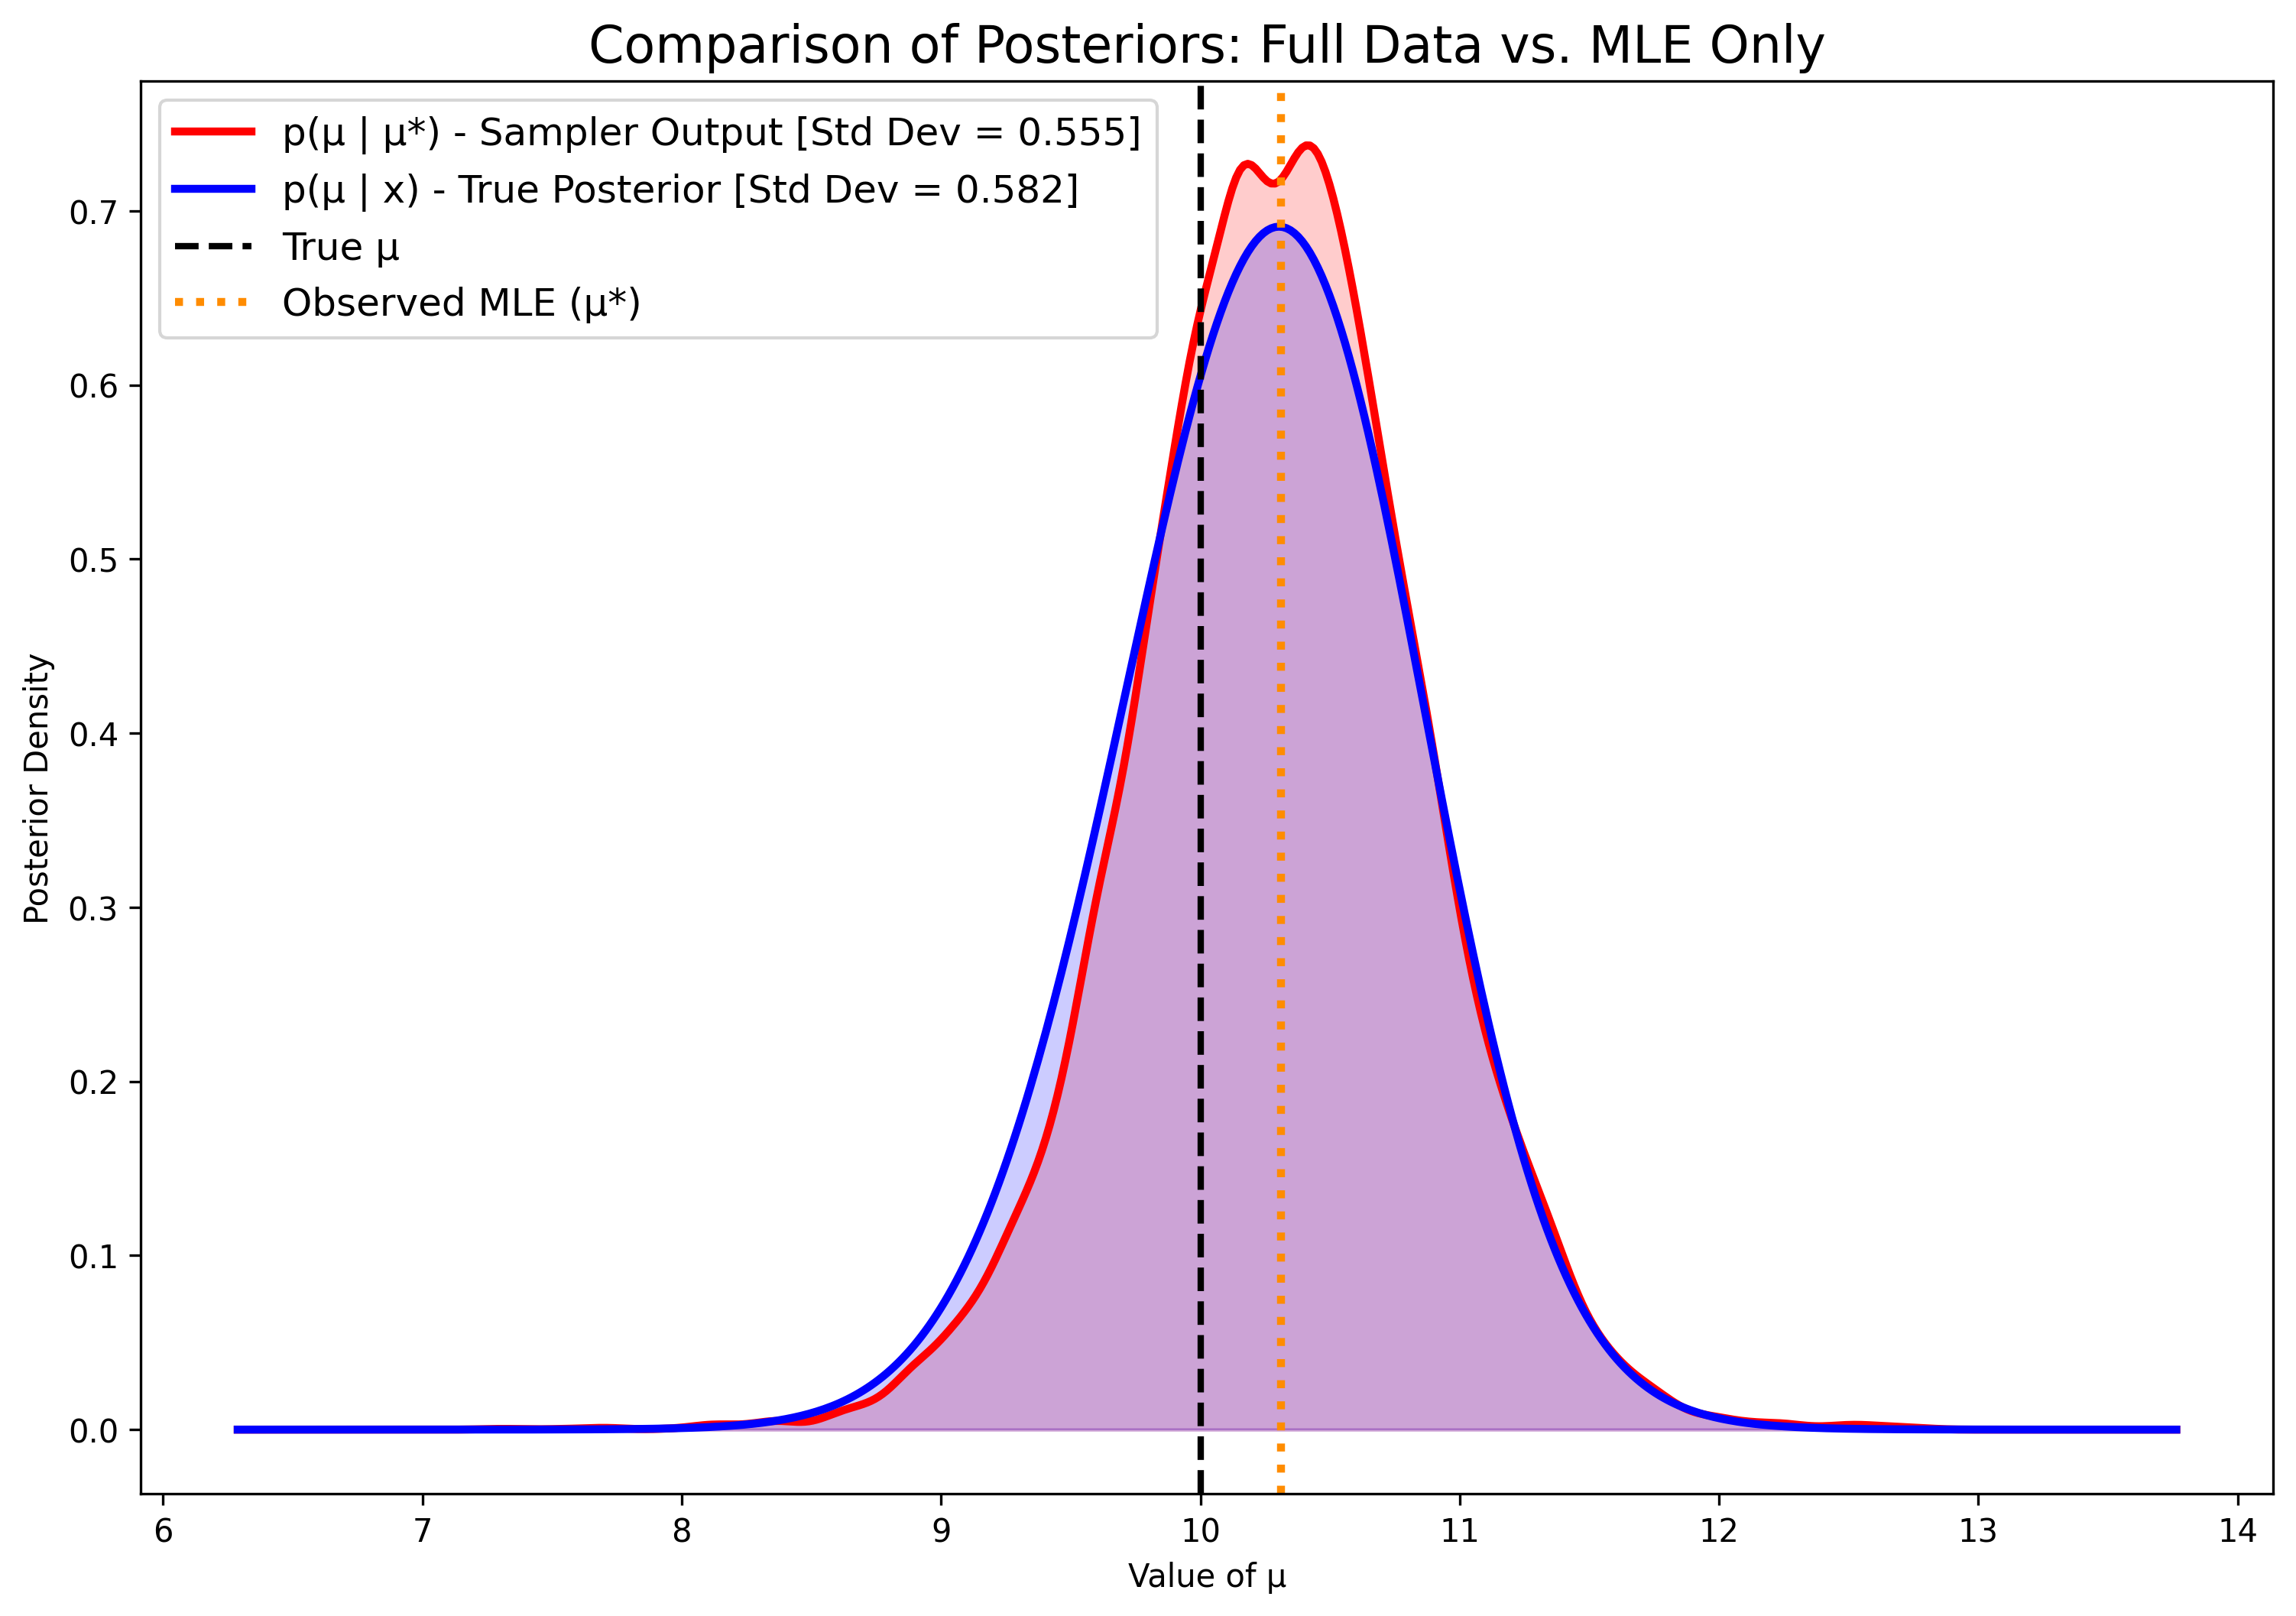 Comparison of Posteriors: Full Data vs. MLE Only
p(μ | μ*) - Sampler Output [Std Dev = 0.555]
p(μ | x) - True Posterior [Std Dev = 0.582]
True μ
Observed MLE (μ*)
Posterior Density
0.7
0.6
0.5
0.4
0.3
0.2
0.1
0.0
6 7 8 9 10 11 12 13 14
Value of μ